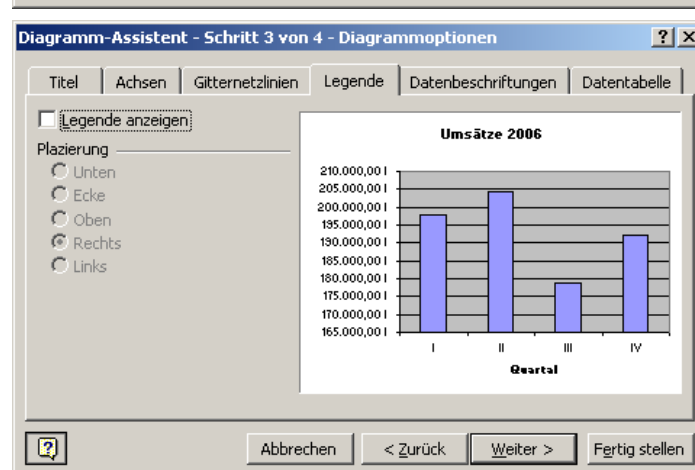 Diagramm-Assistent - Schritt 3 von 4 - Diagrammoptionen
Titel Achsen Gitternetzlinien Legende Datenbeschriftungen Datentabelle
Legende anzeigen
Plazierung
Unten
Ecke
Oben
Rechts
Links
Umsätze 2006
210.000,00 I
205.000,00 I
200.000,00 I
195.000,00 I
190.000,00 I
185.000,00 I
180.000,00 I
175.000,00 I
170.000,00 I
165.000,00 I
I II III IV
Quartal
Abbrechen < Zurück Weiter > Fertig stellen